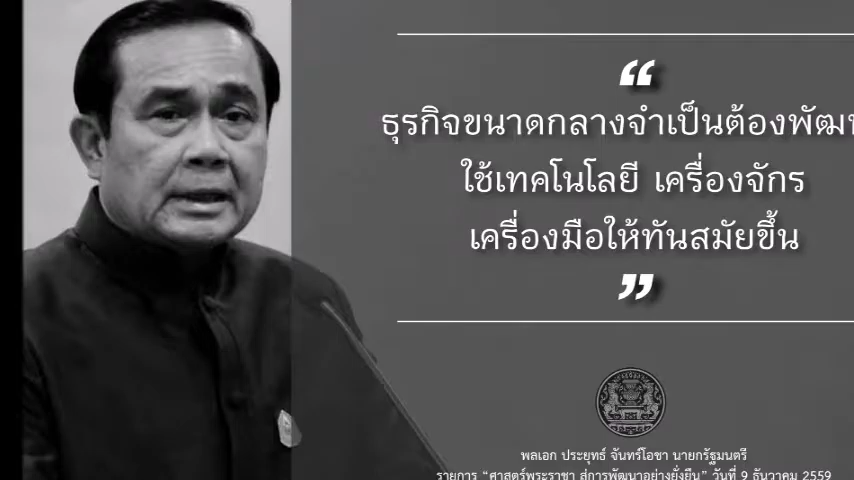 “
ธุรกิจขนาดกลางจำเป็นต้องพัฒน
ใช้เทคโนโลยี เครื่องจักร
เครื่องมือให้ทันสมัยขึ้น
”
พลเอก ประยุทธ์ จันทร์โอชา นายกรัฐมนตรี
รายการ “ศาสตร์พระราชา สู่การพัฒนาอย่างยั่งยืน” วันที่ 9 ธันวาคม 2559